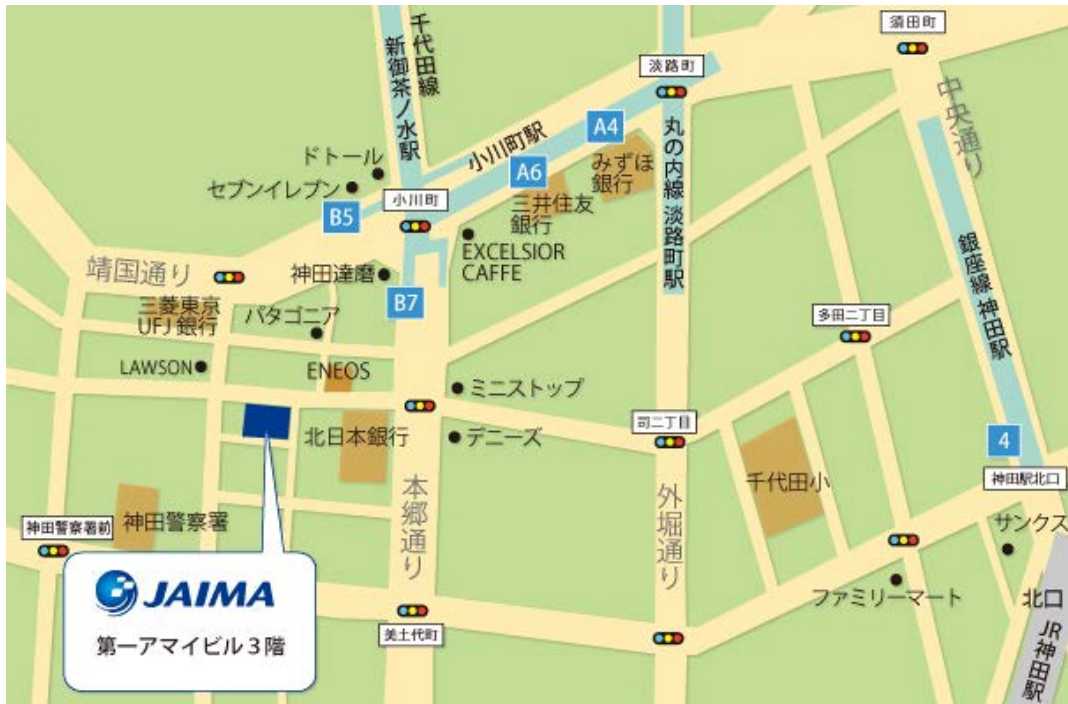 千代田線
新御茶ノ水駅
須田町
淡路町
中央通り
小川町駅
A4
丸の内線 淡路町駅
ドトール
A6
みずほ
銀行
セブンイレブン
小川町
三井住友
銀行
B5
EXCELSIOR
CAFFE
靖国通り
神田達磨
銀座線 神田駅
三菱東京
UFJ銀行
B7
パタゴニア
多田二丁目
LAWSON
ENEOS
ミニストップ
司二丁目
北日本銀行
デニーズ
4
千代田小
神田駅北口
本郷通り
外堀通り
神田警察署前
神田警察署
サンクス
JAIMA
第一アマイビル3階
ファミリーマート
北口
JR神田駅
美土代町